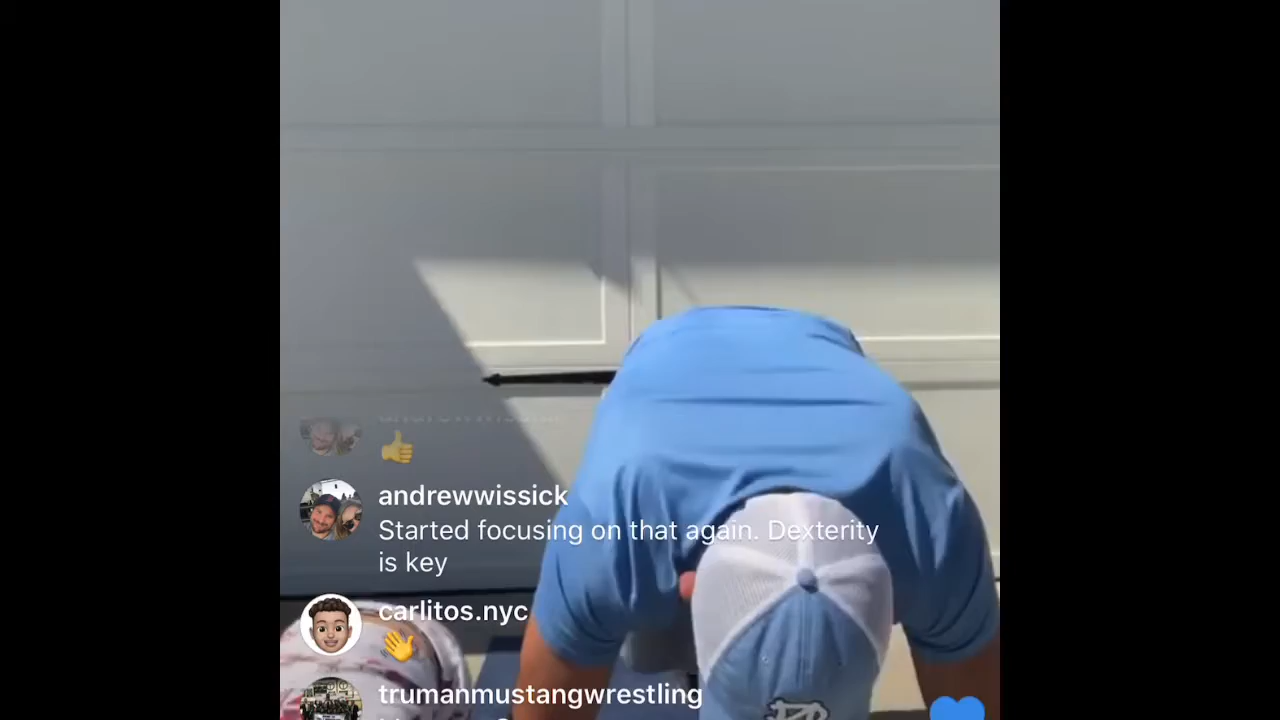 👍
andrewwissick
Started focusing on that again. Dexterity
is key
carlitos.nyc
👋
trumanmustangwrestling